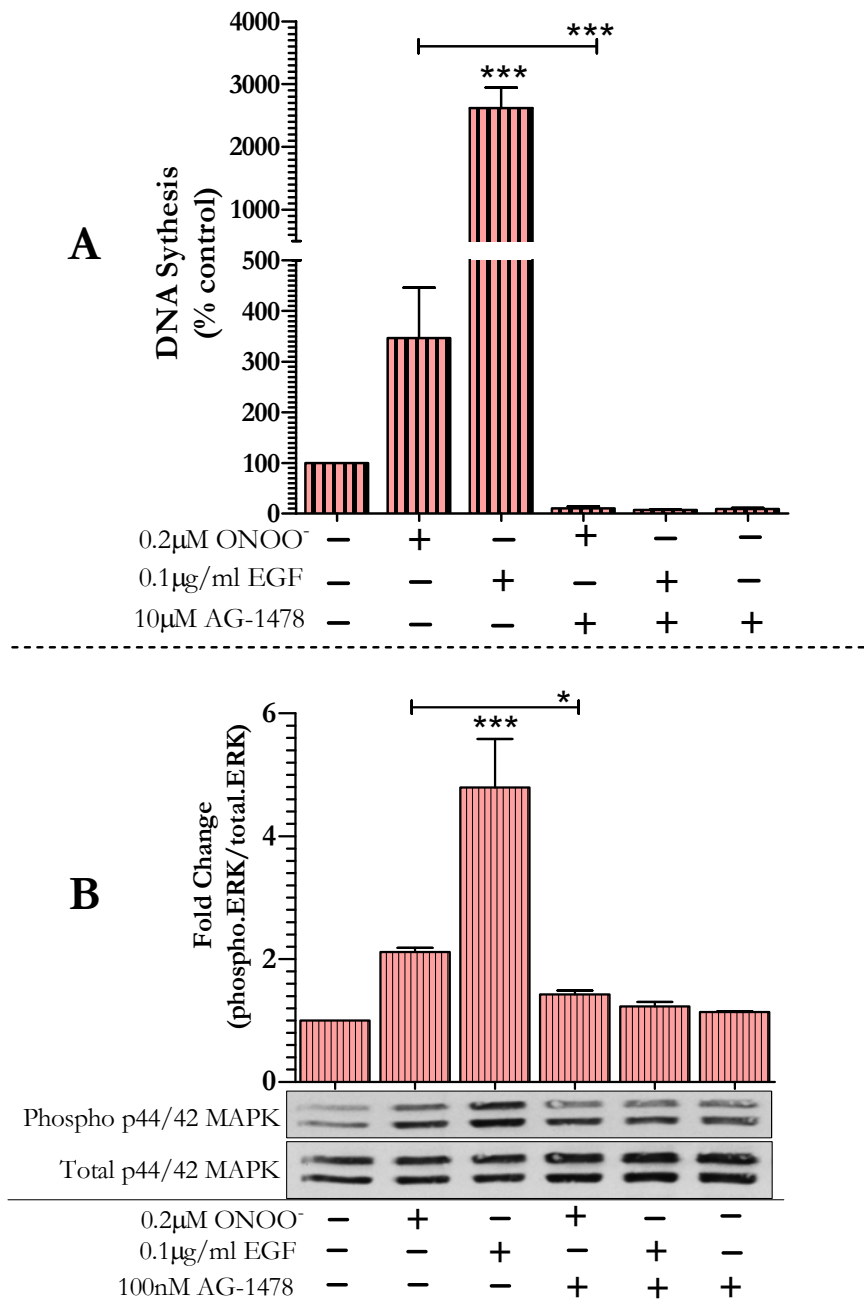 4000
3000
2000
1000
500
400
300
200
100
0
***
***
A
DNA Sythesis
(% control)
0.2μM ONOO⁻ – + – + – –
0.1μg/ml EGF – – + – + –
10μM AG-1478 – – – + + +
6
4
2
0
*
***
B
Fold Change
(phospho.ERK/total.ERK)
Phospho p44/42 MAPK
Total p44/42 MAPK
0.2μM ONOO⁻ – + – + – –
0.1μg/ml EGF – – + – + –
100nM AG-1478 – – – + + +